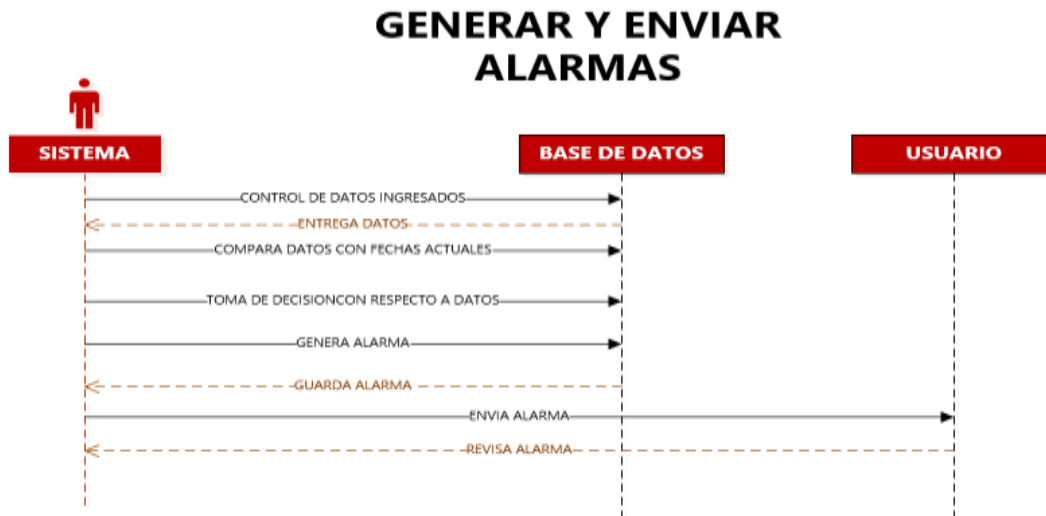 GENERAR Y ENVIAR
ALARMAS
SISTEMA
BASE DE DATOS
USUARIO
CONTROL DE DATOS INGRESADOS
ENTREGA DATOS
COMPARA DATOS CON FECHAS ACTUALES
TOMA DE DECISIONCON RESPECTO A DATOS
GENERA ALARMA
GUARDA ALARMA
ENVIA ALARMA
REVISA ALARMA